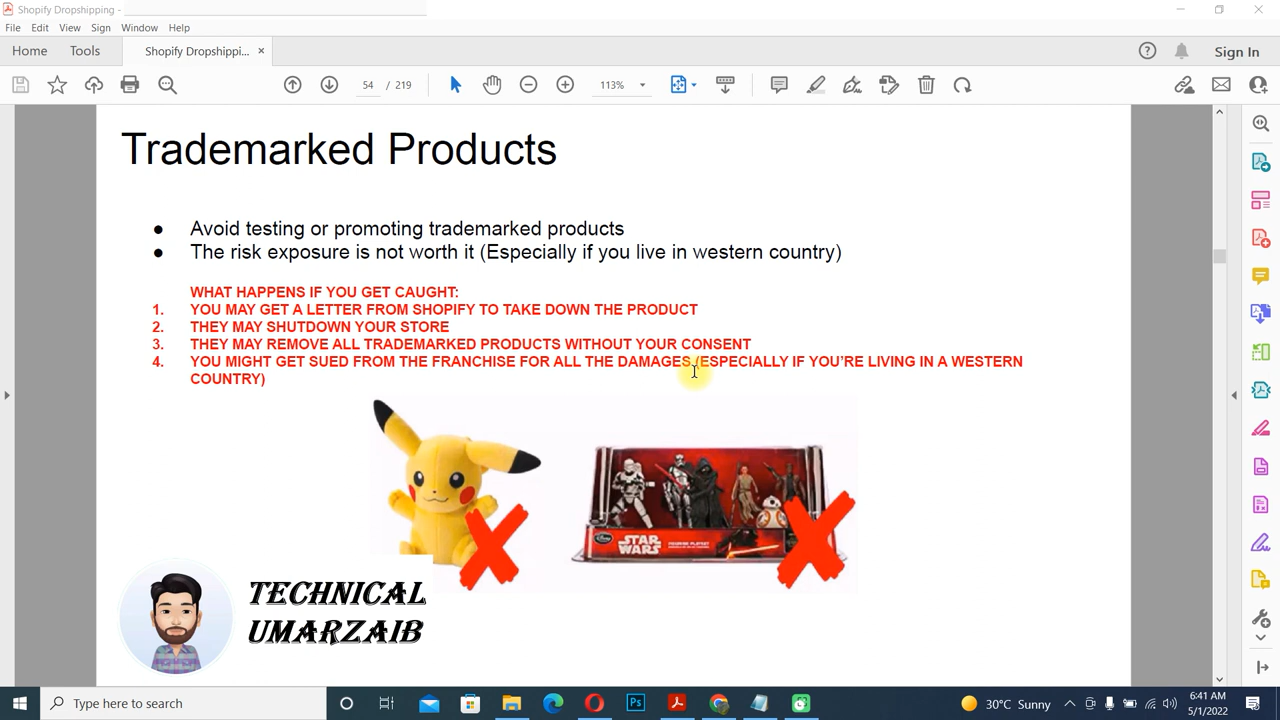 Shopify Dropshipping -
File Edit View Sign Window Help
Home Tools Shopify Dropshippi... × Sign In
54 / 219 113%
Trademarked Products
● Avoid testing or promoting trademarked products
● The risk exposure is not worth it (Especially if you live in western country)
WHAT HAPPENS IF YOU GET CAUGHT:
1. YOU MAY GET A LETTER FROM SHOPIFY TO TAKE DOWN THE PRODUCT
2. THEY MAY SHUTDOWN YOUR STORE
3. THEY MAY REMOVE ALL TRADEMARKED PRODUCTS WITHOUT YOUR CONSENT
4. YOU MIGHT GET SUED FROM THE FRANCHISE FOR ALL THE DAMAGES (ESPECIALLY IF YOU'RE LIVING IN A WESTERN
COUNTRY)
STAR
WARS
TECHNICAL
UMARZAIB
Type here to search
Ps
30°C Sunny
6:41 AM
5/1/2022